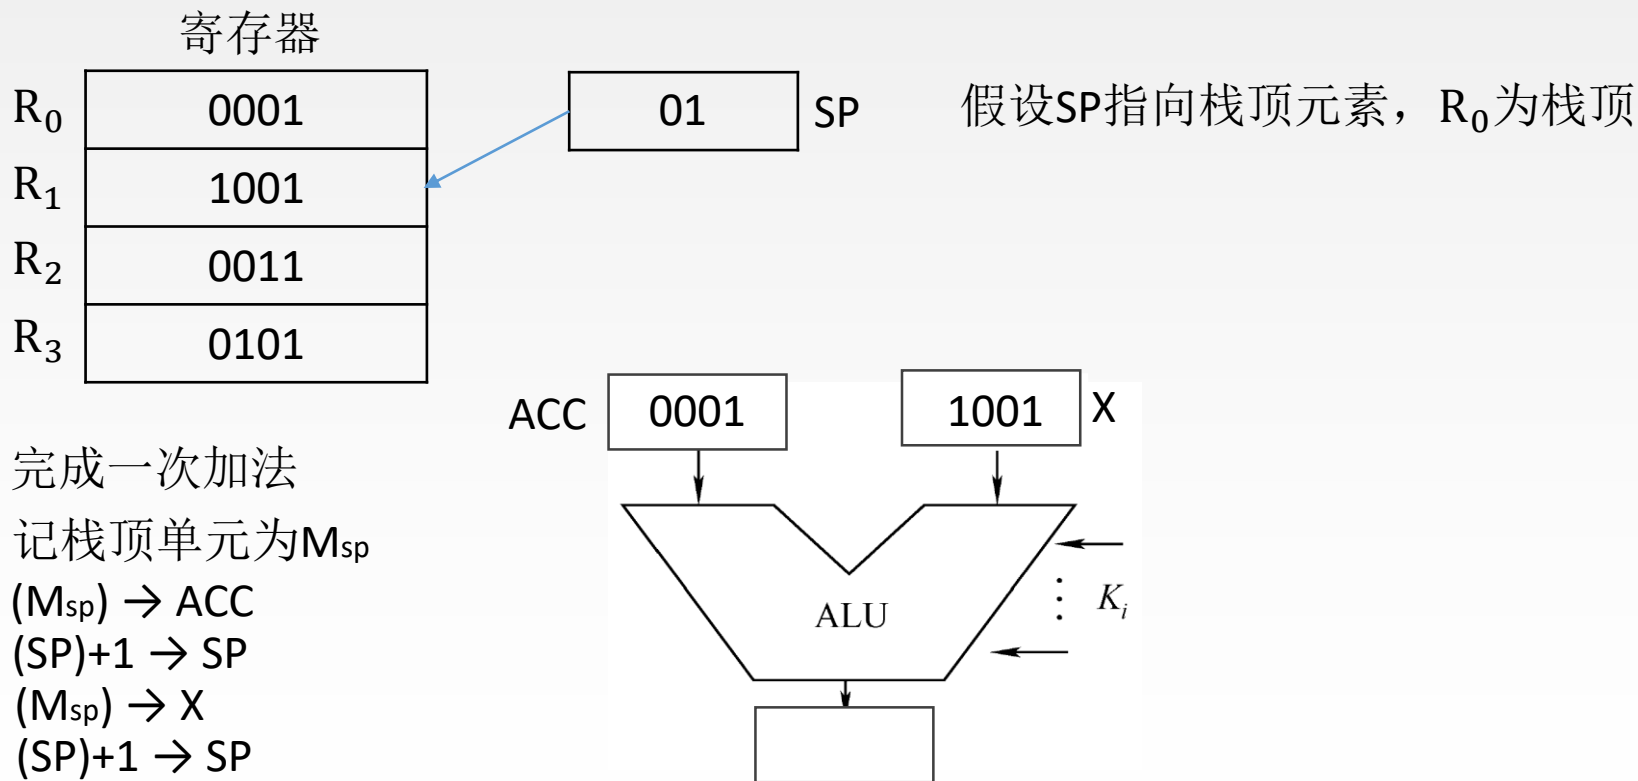 寄存器
R₀ 0001
R₁ 1001
R₂ 0011
R₃ 0101
01 SP
假设SP指向栈顶元素，R₀为栈顶
完成一次加法
记栈顶单元为Msp
(Msp) → ACC
(SP)+1 → SP
(Msp) → X
(SP)+1 → SP
ACC 0001
1001 X
ALU
⋮ Kᵢ